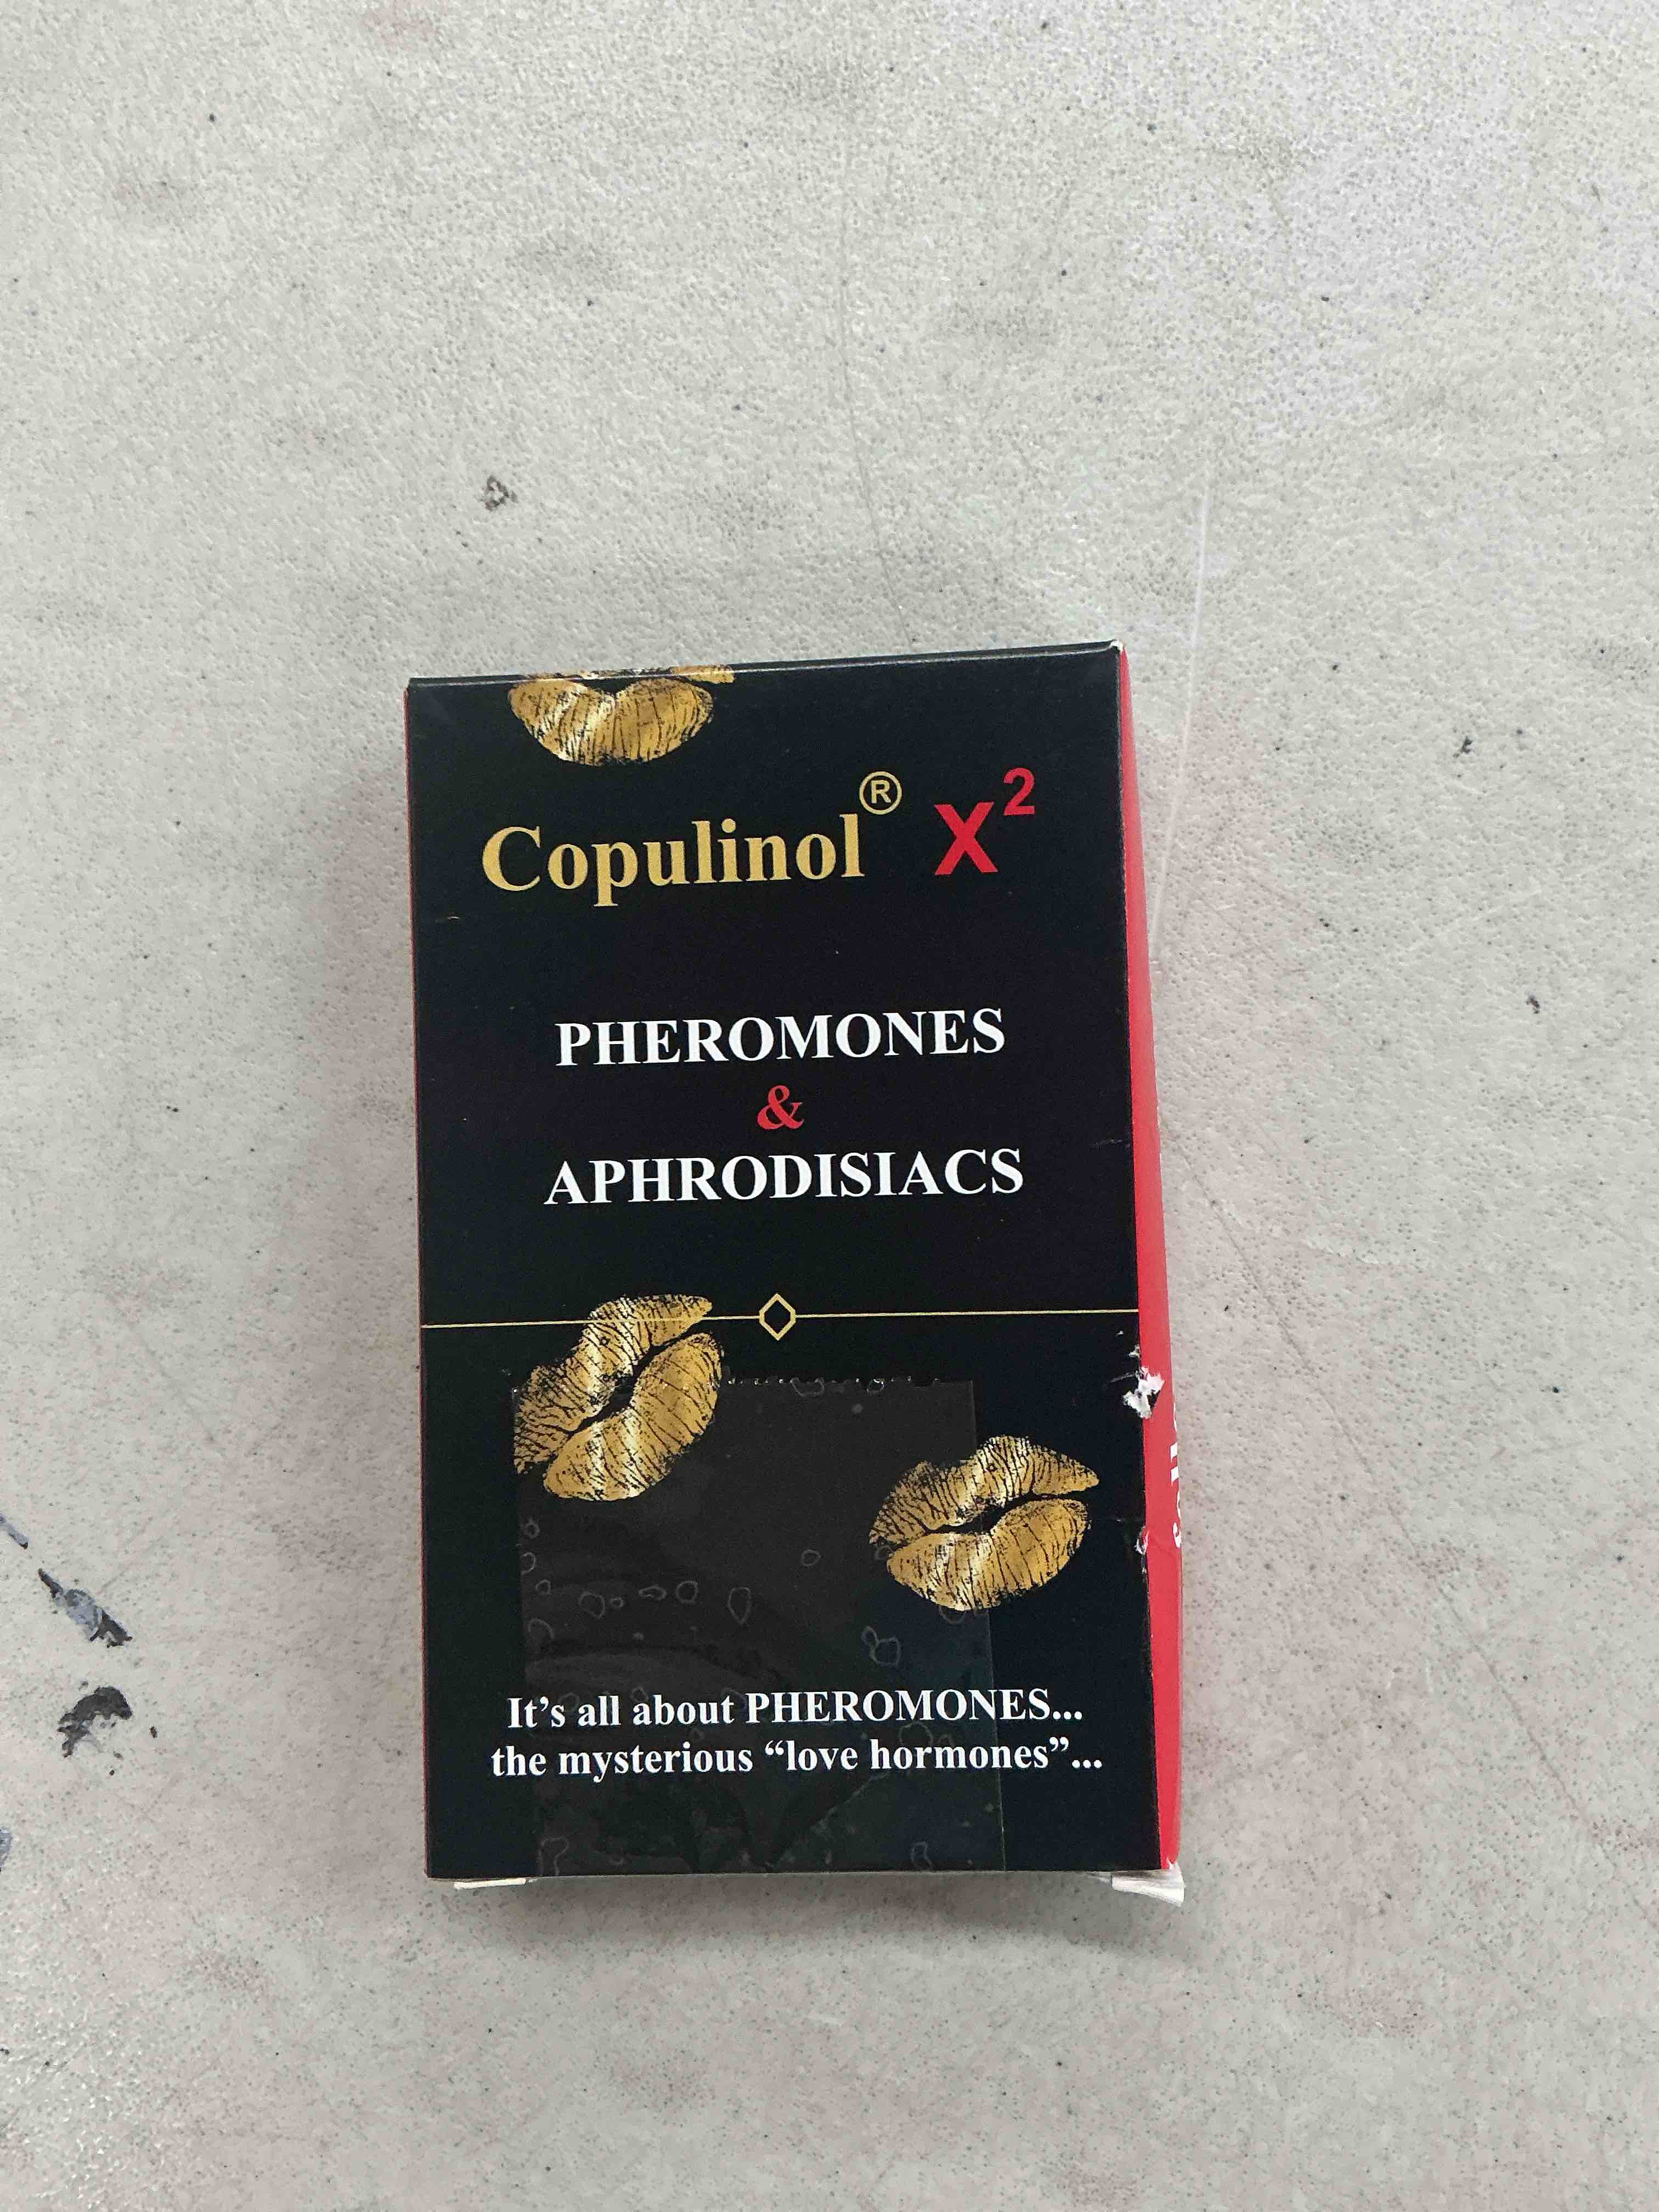 Copulinol® X²
PHEROMONES
&
APHRODISIACS
It's all about PHEROMONES...
the mysterious “love hormones”...